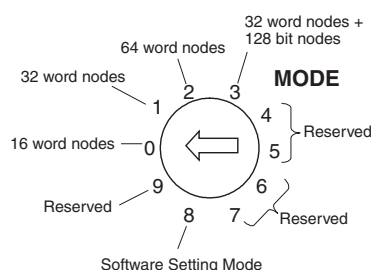 32 word nodes +
128 bit nodes
64 word nodes
MODE
32 word nodes
2
3
1
4
Reserved
16 word nodes
0
5
9
6
Reserved
8
7
Reserved
Software Setting Mode